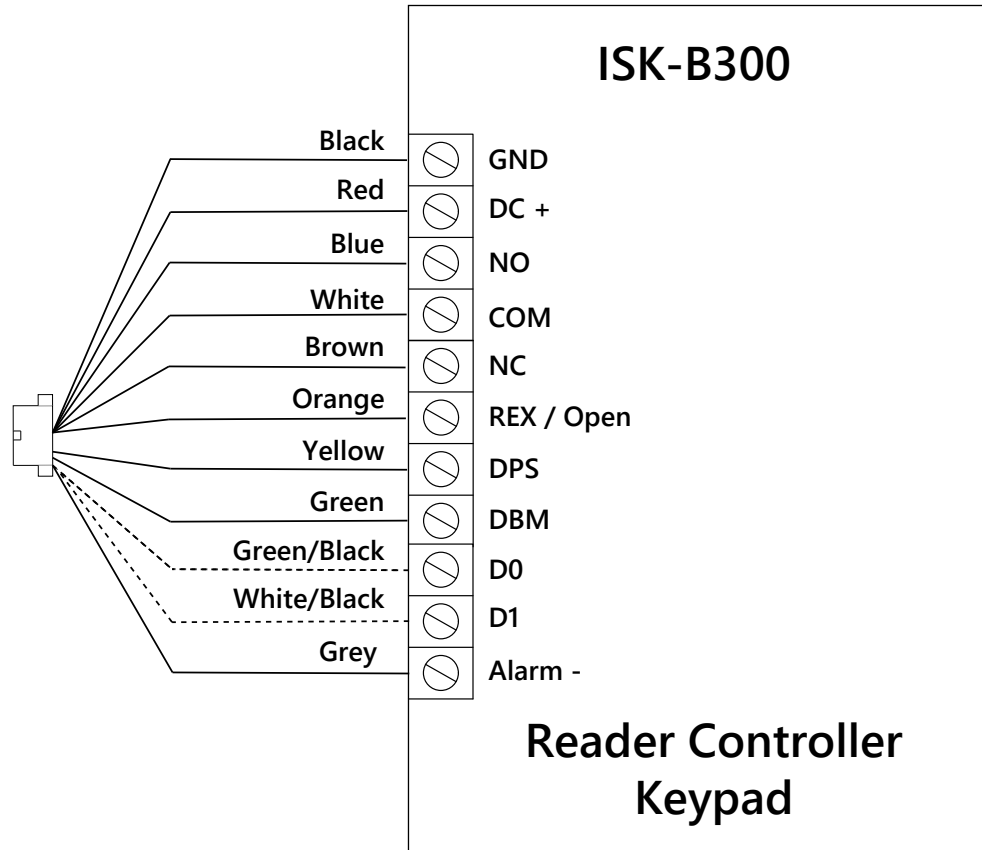 ISK-B300
Black GND
Red DC +
Blue NO
White COM
Brown NC
Orange REX / Open
Yellow DPS
Green DBM
Green/Black D0
White/Black D1
Grey Alarm -
Reader Controller
Keypad